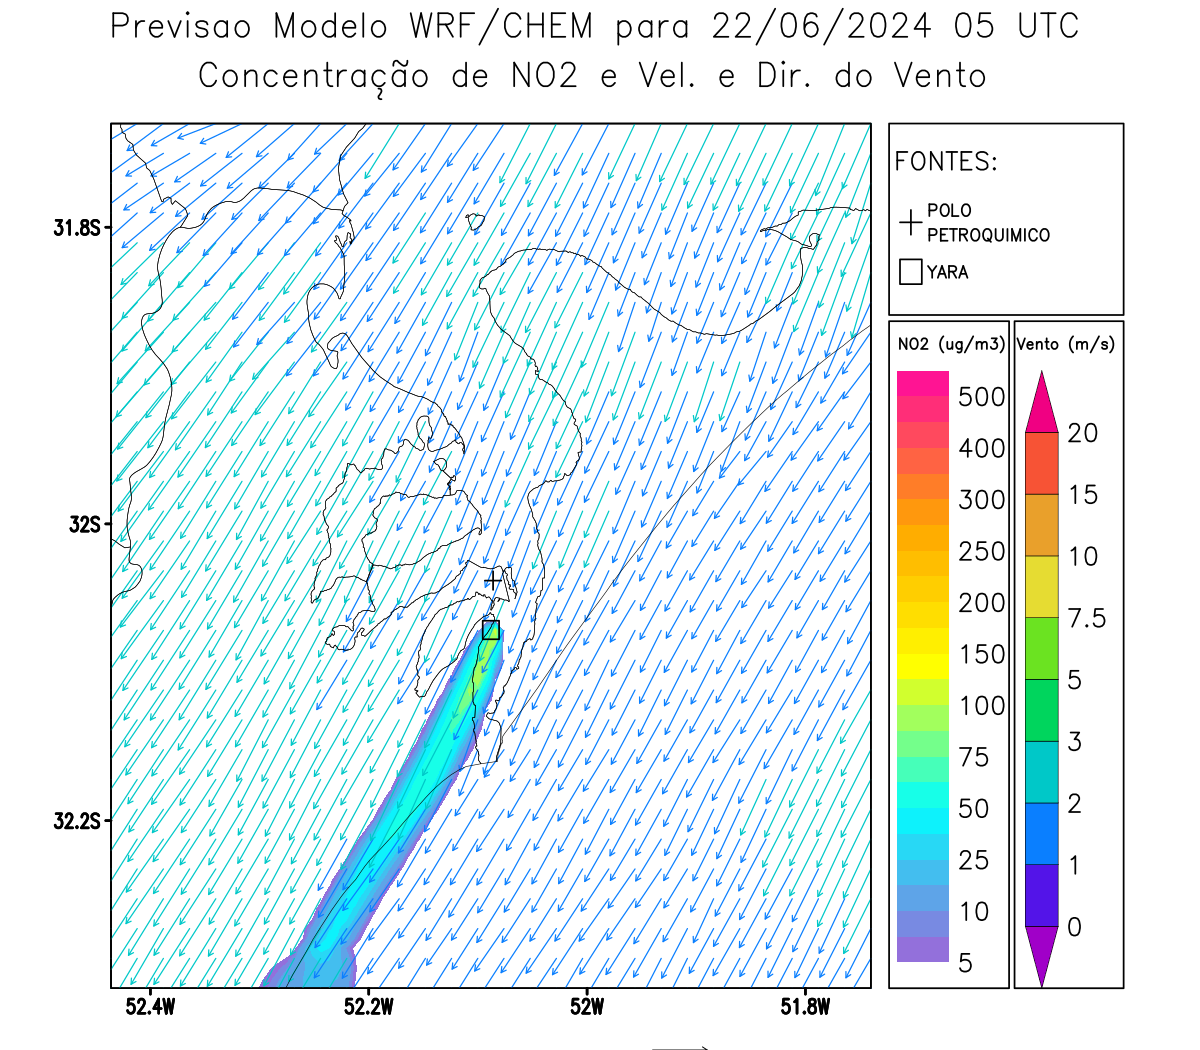 Previsao Modelo WRF/CHEM para 22/06/2024 05 UTC
Concentração de NO2 e Vel. e Dir. do Vento
FONTES:
POLO
PETROQUIMICO
YARA
31.8S
32S
32.2S
52.4W
52.2W
52W
51.8W
NO2 (ug/m3)
500
400
300
250
200
150
100
75
50
25
10
5
Vento (m/s)
20
15
10
7.5
5
3
2
1
0